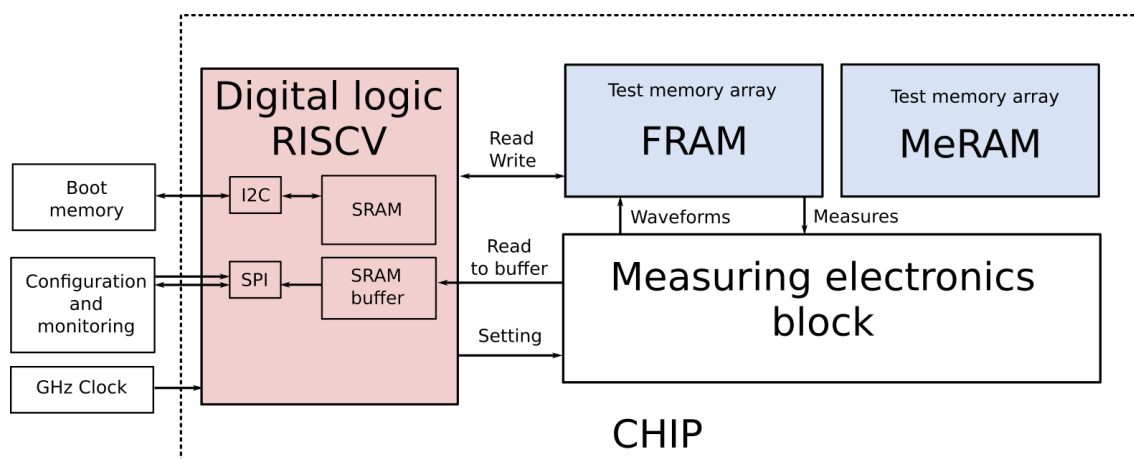 Digital logic
RISCV
I2C
SRAM
SPI
SRAM
buffer
Boot
memory
Configuration
and
monitoring
GHz Clock
Read
Write
Read
to buffer
Setting
Test memory array
FRAM
Test memory array
MeRAM
Waveforms
Measures
Measuring electronics
block
CHIP